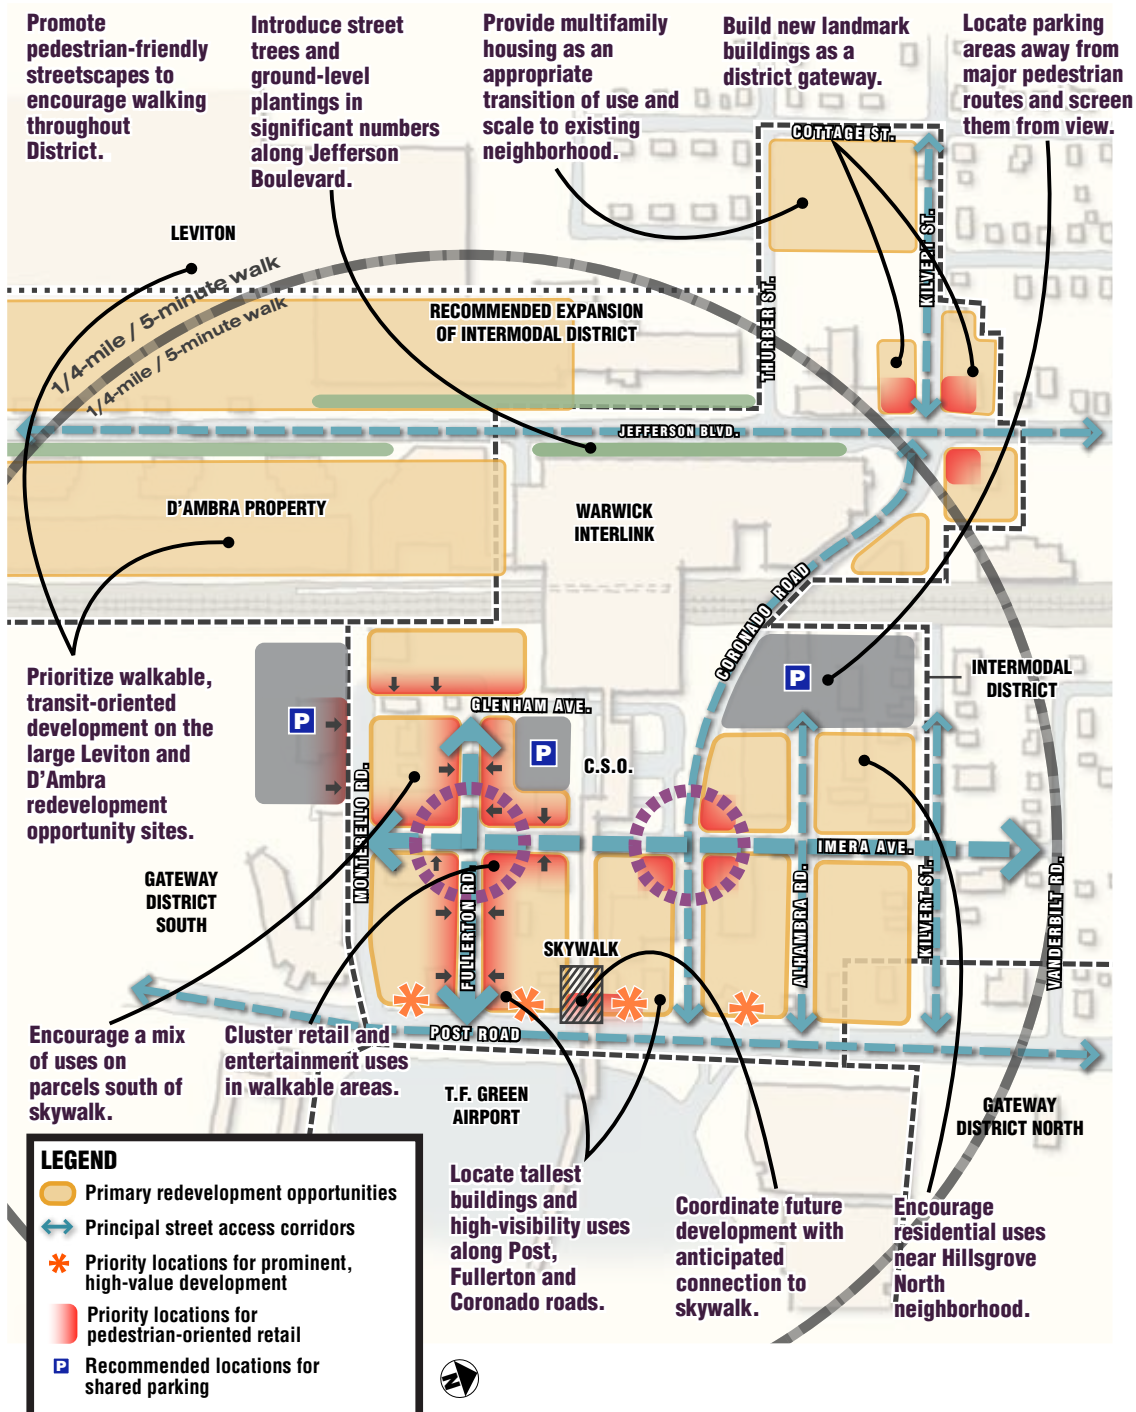 Promote
pedestrian-friendly
streetscapes to
encourage walking
throughout
District.
Introduce street
trees and
ground-level
plantings in
significant numbers
along Jefferson
Boulevard.
Provide multifamily
housing as an
appropriate
transition of use and
scale to existing
neighborhood.
Build new landmark
buildings as a
district gateway.
Locate parking
areas away from
major pedestrian
routes and screen
them from view.
COTTAGE ST.
KILVERT ST.
THURBER ST.
LEVITON
1/4-mile / 5-minute walk
1/4-mile / 5-minute walk
RECOMMENDED EXPANSION
OF INTERMODAL DISTRICT
JEFFERSON BLVD.
D'AMBRA PROPERTY
WARWICK
INTERLINK
CORONADO ROAD
Prioritize walkable,
transit-oriented
development on the
large Leviton and
D'Ambra
redevelopment
opportunity sites.
P
GLENHAM AVE.
P
C.S.O.
P
INTERMODAL
DISTRICT
MONTEBELLO RD.
IMERA AVE.
GATEWAY
DISTRICT
SOUTH
FULLERTON RD.
SKYWALK
ALHAMBRA RD.
KILVERT ST.
VANDERBILT RD.
POST ROAD
Encourage a mix
of uses on
parcels south of
skywalk.
Cluster retail and
entertainment uses
in walkable areas.
T.F. GREEN
AIRPORT
GATEWAY
DISTRICT NORTH
Locate tallest
buildings and
high-visibility uses
along Post,
Fullerton and
Coronado roads.
Coordinate future
development with
anticipated
connection to
skywalk.
Encourage
residential uses
near Hillsgrove
North
neighborhood.
LEGEND
Primary redevelopment opportunities
Principal street access corridors
Priority locations for prominent,
high-value development
Priority locations for
pedestrian-oriented retail
P Recommended locations for
shared parking
N